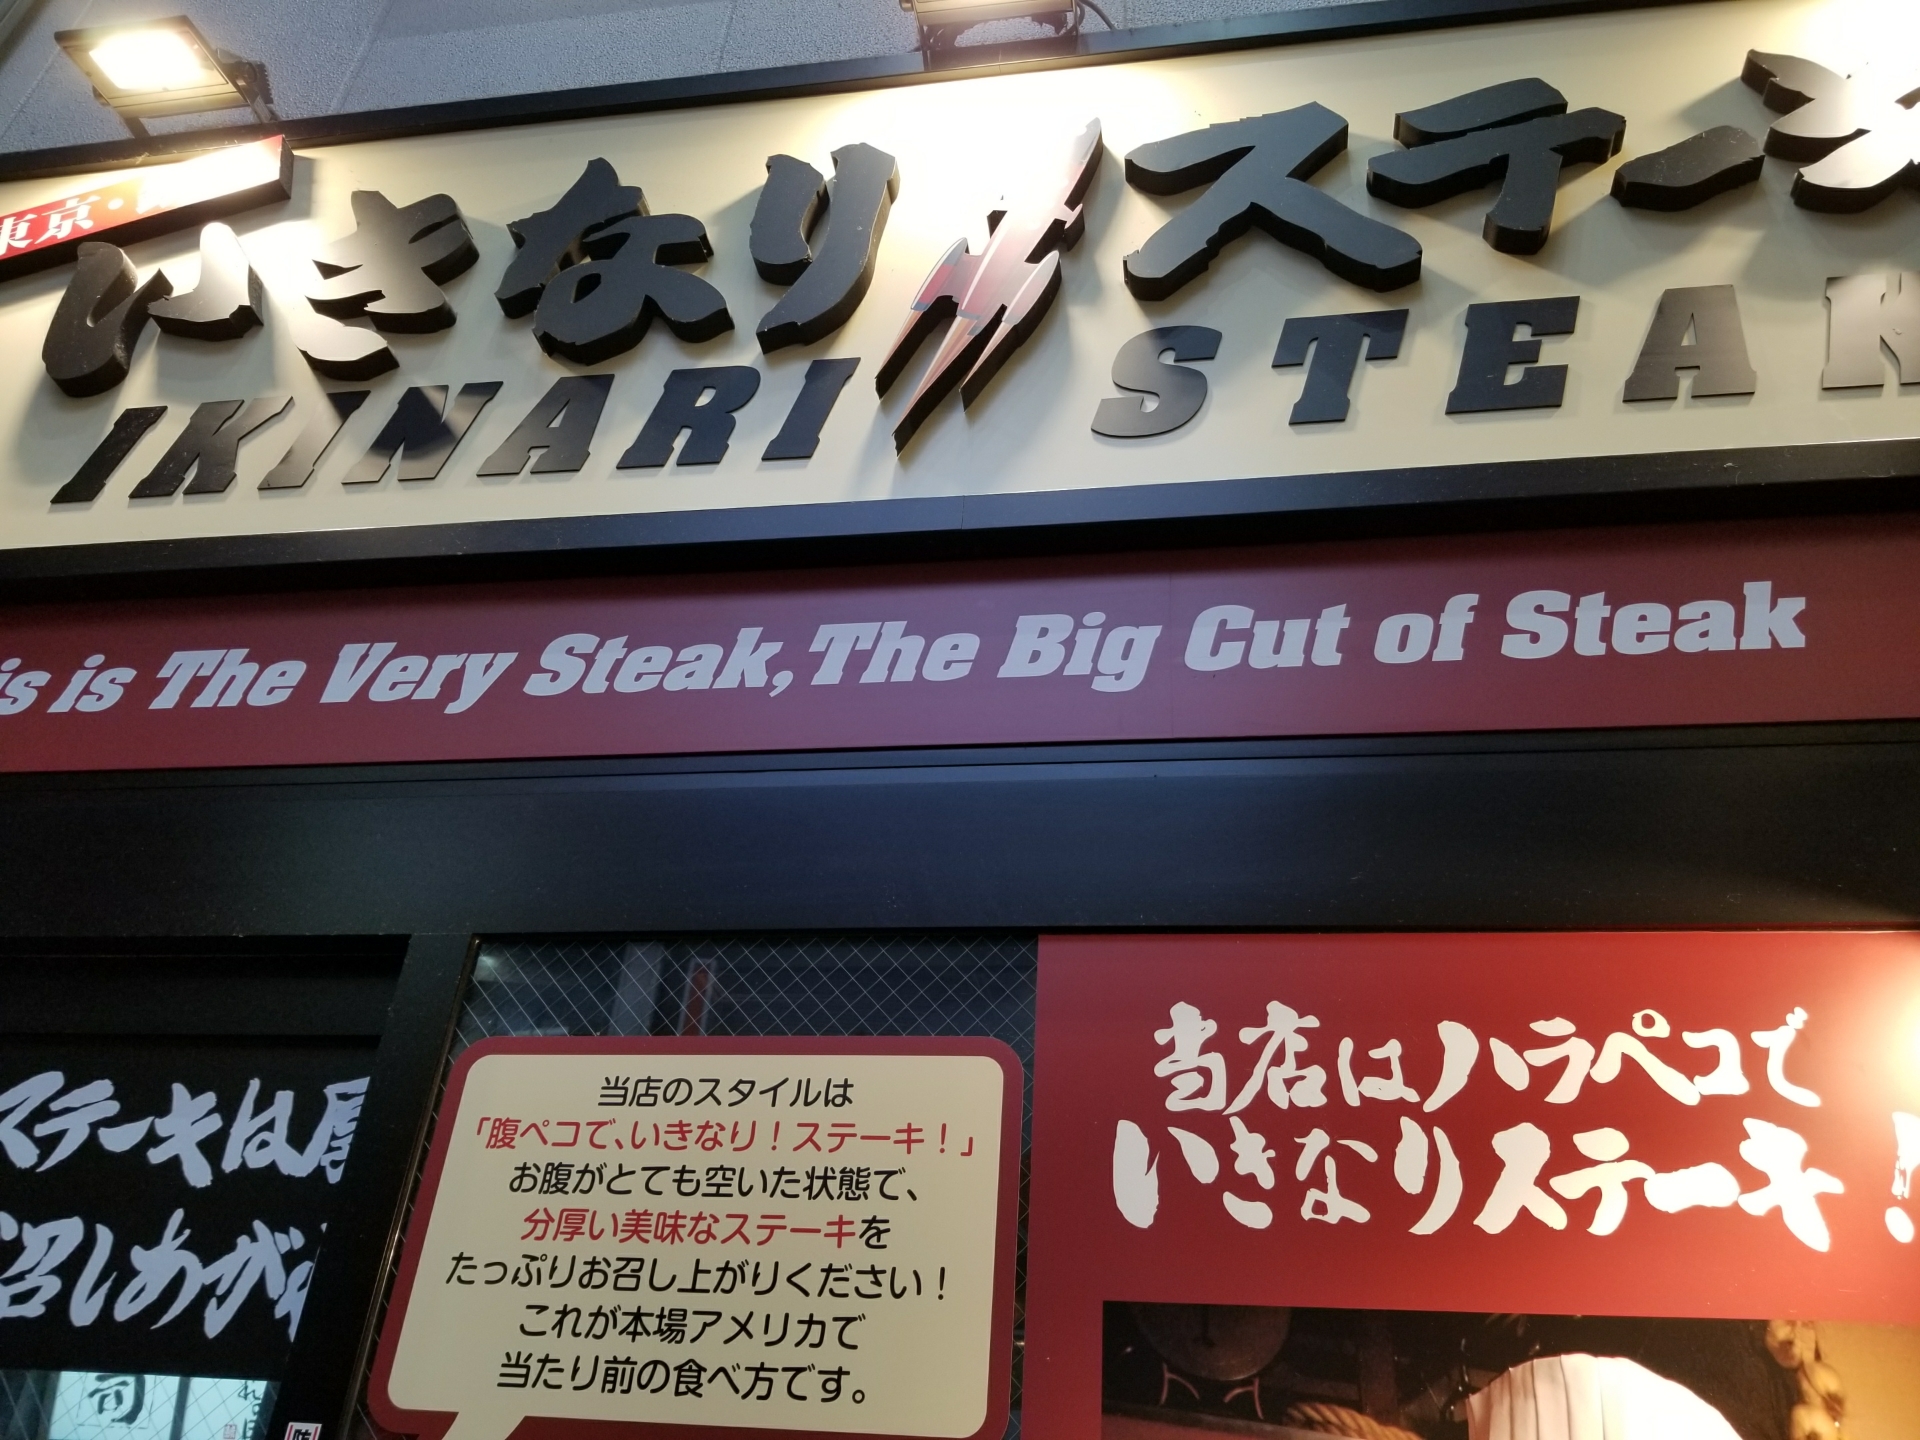 東京・
いきなり!ステーキ
IKINARI STEAK
is is The Very Steak, The Big Cut of Steak
ステーキは厚
召しあが
当店のスタイルは
「腹ペコで、いきなり！ステーキ！」
お腹がとても空いた状態で、
分厚い美味なステーキを
たっぷりお召し上がりください！
これが本場アメリカで
当たり前の食べ方です。
当店はハラペコで
いきなりステーキ!
司